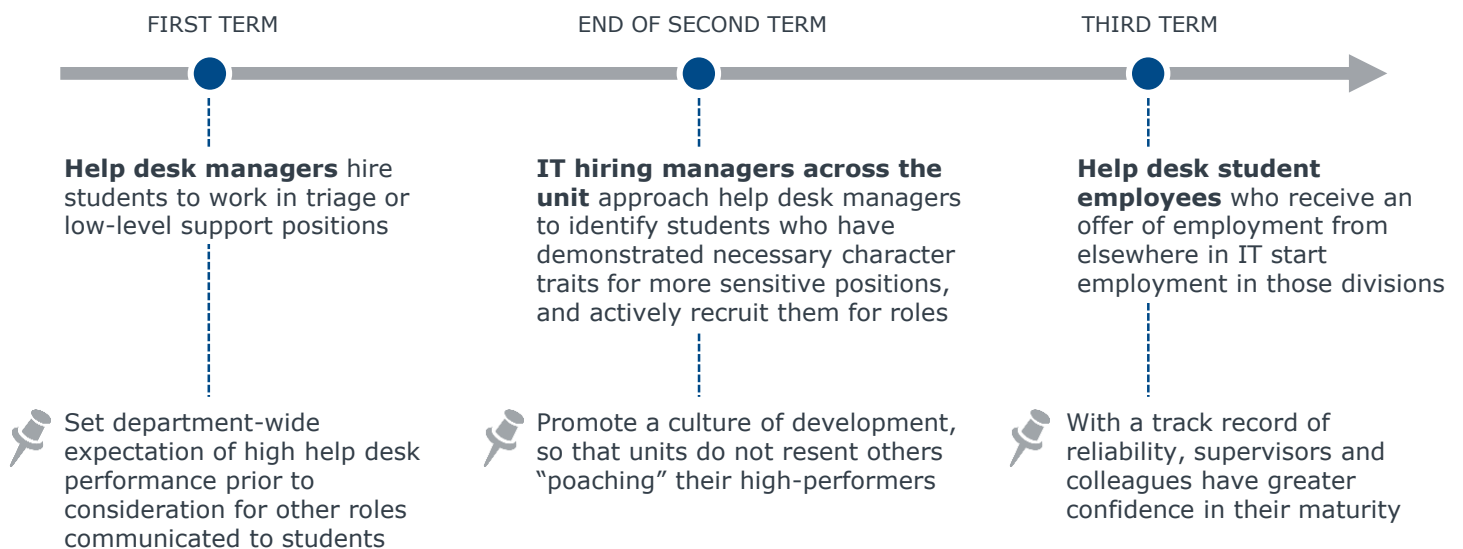 FIRST TERM
END OF SECOND TERM
THIRD TERM
Help desk managers hire
students to work in triage or
low-level support positions
IT hiring managers across the
unit approach help desk managers
to identify students who have
demonstrated necessary character
traits for more sensitive positions,
and actively recruit them for roles
Help desk student
employees who receive an
offer of employment from
elsewhere in IT start
employment in those divisions
Set department-wide
expectation of high help desk
performance prior to
consideration for other roles
communicated to students
Promote a culture of development,
so that units do not resent others
“poaching” their high-performers
With a track record of
reliability, supervisors and
colleagues have greater
confidence in their maturity